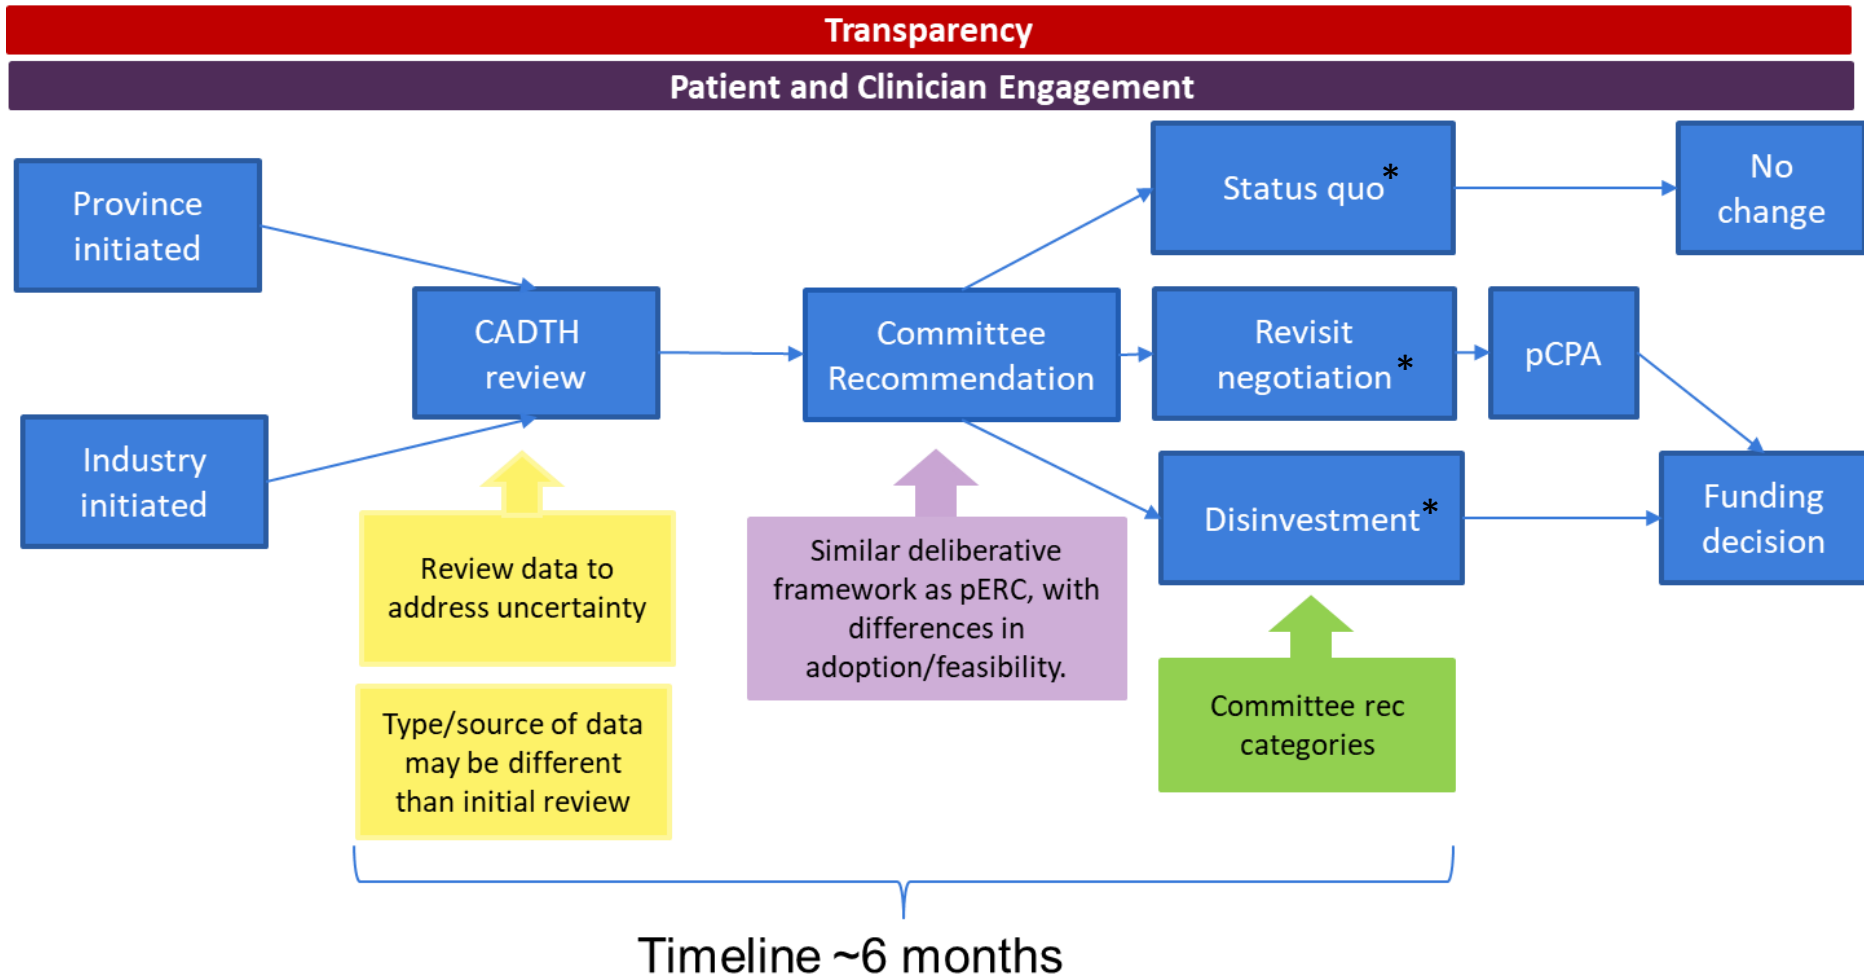 Transparency
Patient and Clinician Engagement
Province
initiated
Industry
initiated
CADTH
review
Committee
Recommendation
Status quo*
No
change
Revisit
negotiation*
pCPA
Disinvestment*
Funding
decision
Review data to
address uncertainty
Type/source of data
may be different
than initial review
Similar deliberative
framework as pERC, with
differences in
adoption/feasibility.
Committee rec
categories
Timeline ~6 months